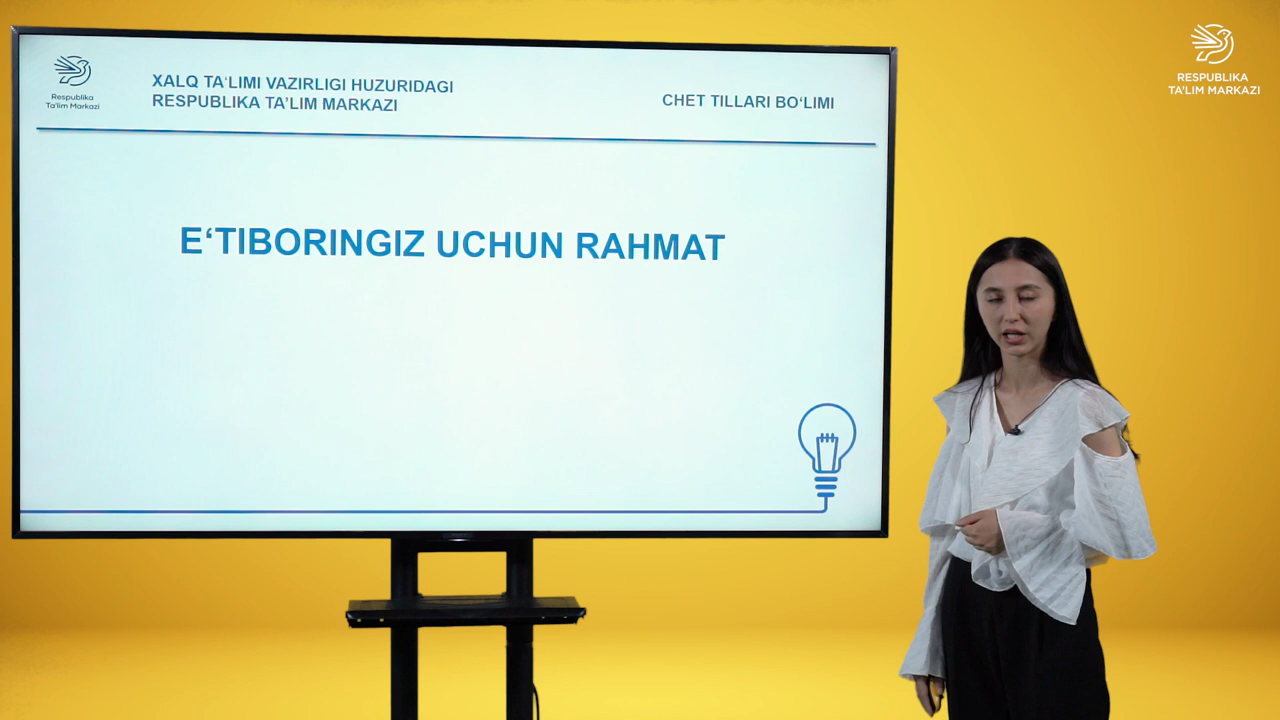 Respublika
Ta'lim Markazi
XALQ TA'LIMI VAZIRLIGI HUZURIDAGI
RESPUBLIKA TA'LIM MARKAZI
CHET TILLARI BO‘LIMI
E‘TIBORINGIZ UCHUN RAHMAT
RESPUBLIKA
TA'LIM MARKAZI